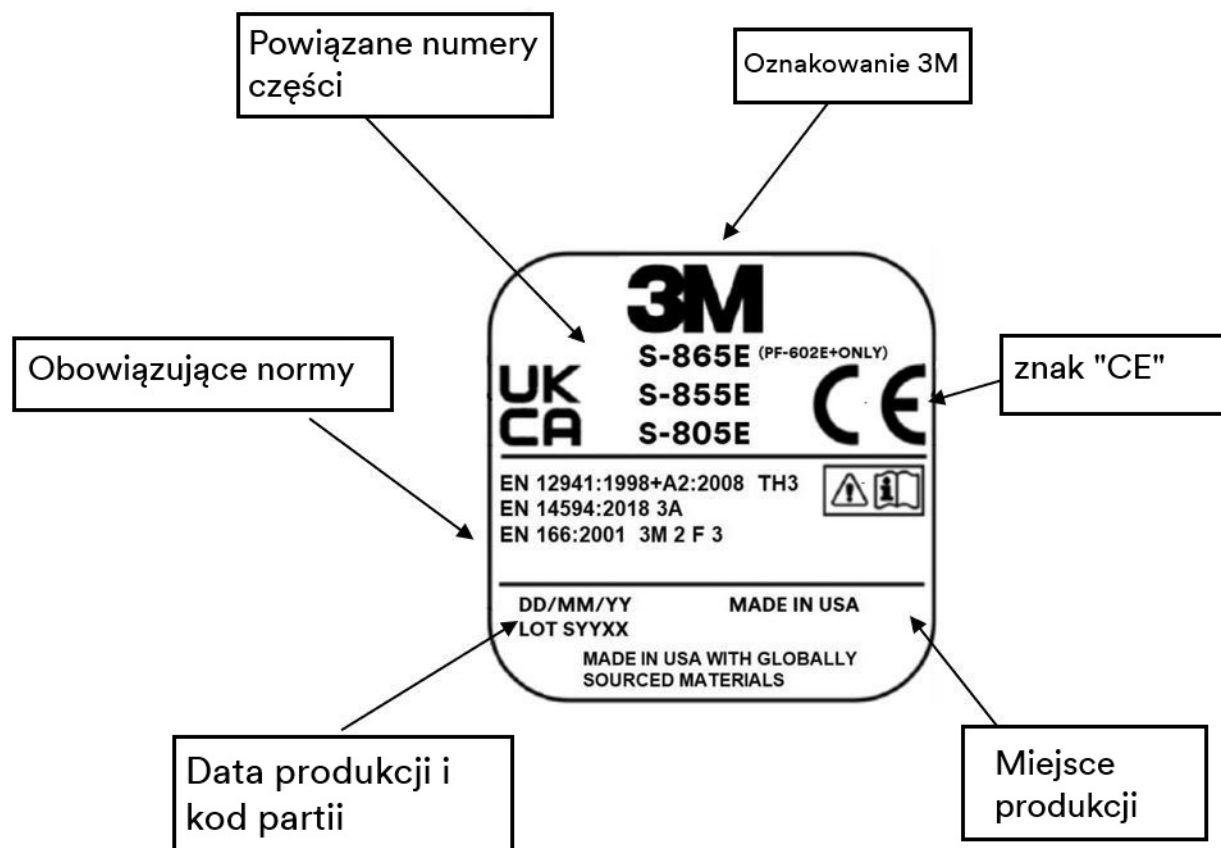 Powiązane numery
części
Oznakowanie 3M
3M
S-865E (PF-602E+ONLY)
S-855E
S-805E
UK
CA
CE
Obowiązujące normy
znak "CE"
EN 12941:1998+A2:2008 TH3
EN 14594:2018 3A
EN 166:2001 3M 2 F 3
DD/MM/YY
LOT SYYXX
MADE IN USA
MADE IN USA WITH GLOBALLY
SOURCED MATERIALS
Data produkcji i
kod partii
Miejsce
produkcji